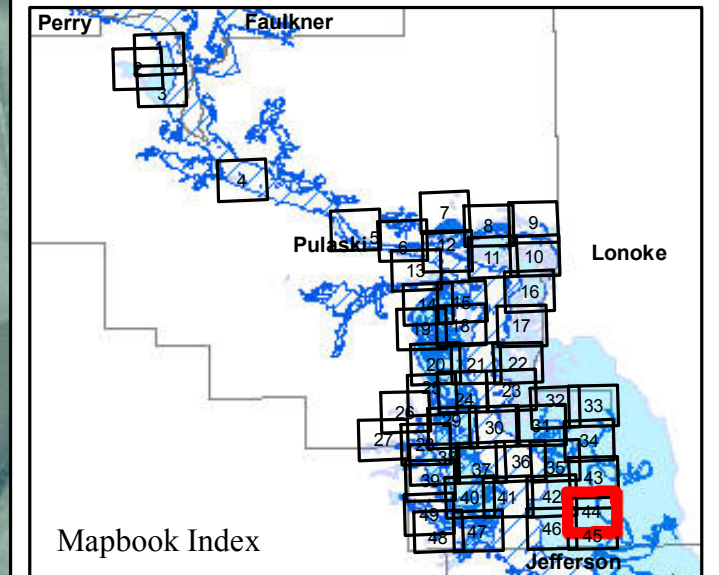 Perry Faulkner
1
2
3
4
7
8 9
5 Pulaski 6 12 11 10 Lonoke
13
16
14 15
19 18 17
20 21 22
25 24 23 32 33
26
29 30 31
27 28 34
38 37 36 35
39 43
40 41 42
44
49
48 47 46 45
Mapbook Index
Jefferson